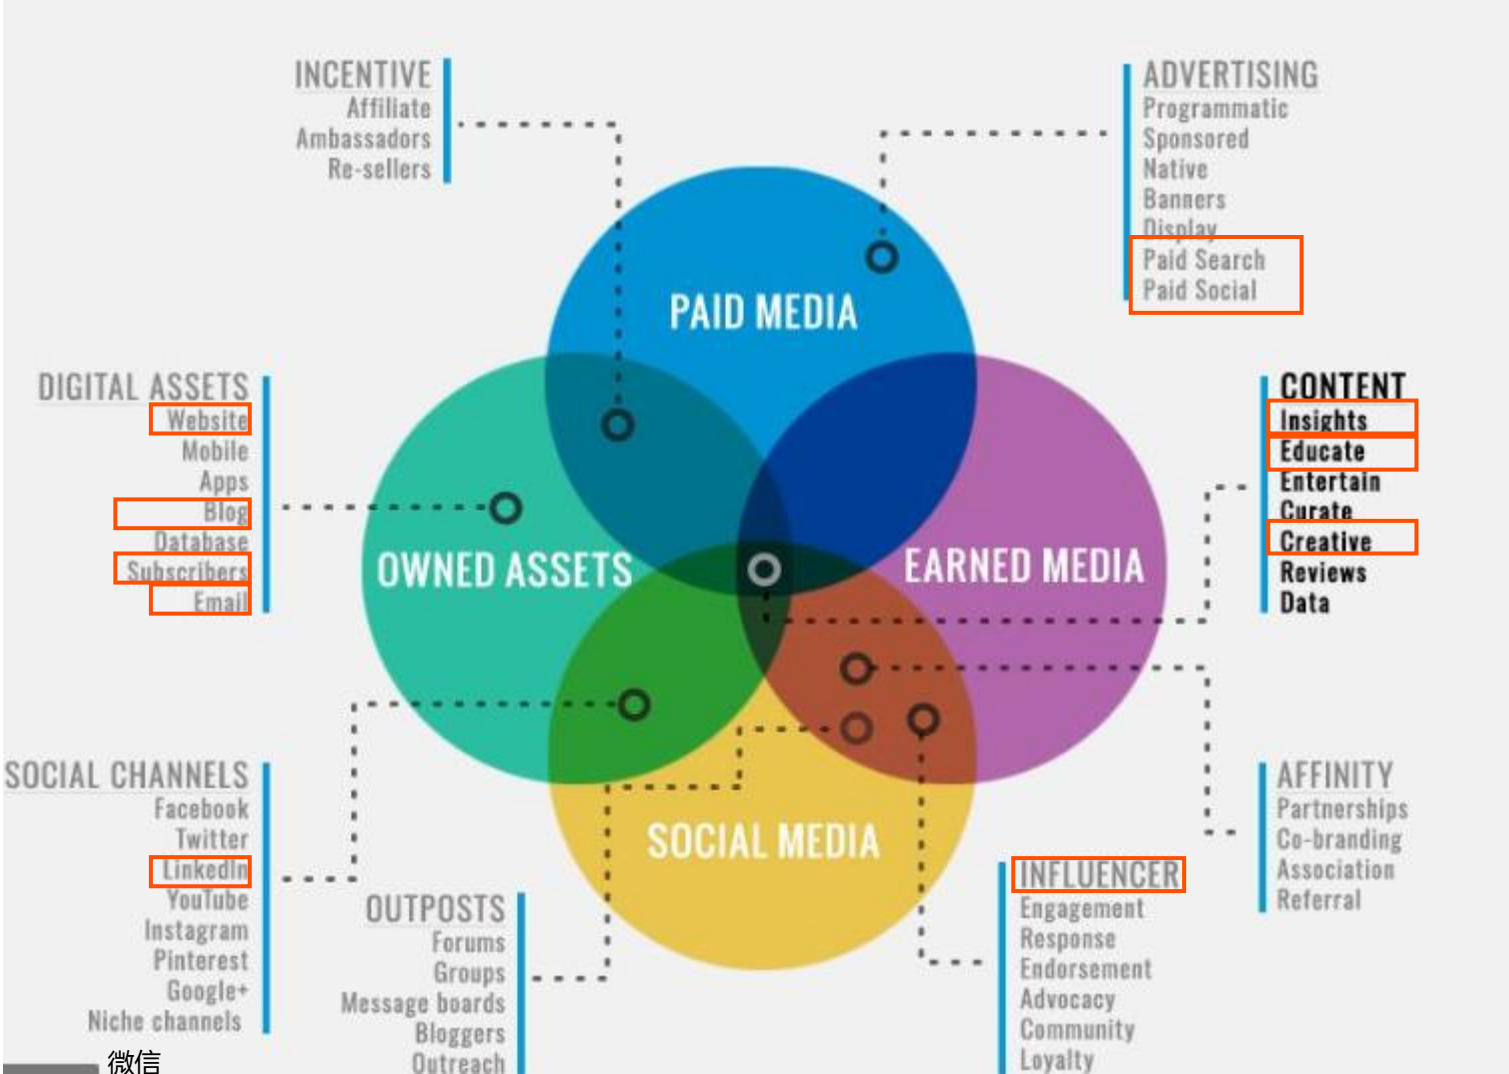 INCENTIVE
Affiliate
Ambassadors
Re-sellers
ADVERTISING
Programmatic
Sponsored
Native
Banners
Display
Paid Search
Paid Social
PAID MEDIA
DIGITAL ASSETS
Website
Mobile
Apps
Blog
Database
Subscribers
Email
CONTENT
Insights
Educate
Entertain
Curate
Creative
Reviews
Data
OWNED ASSETS
EARNED MEDIA
SOCIAL MEDIA
SOCIAL CHANNELS
Facebook
Twitter
LinkedIn
YouTube
Instagram
Pinterest
Google+
Niche channels
微信
OUTPOSTS
Forums
Groups
Message boards
Bloggers
Outreach
INFLUENCER
Engagement
Response
Endorsement
Advocacy
Community
Loyalty
AFFINITY
Partnerships
Co-branding
Association
Referral